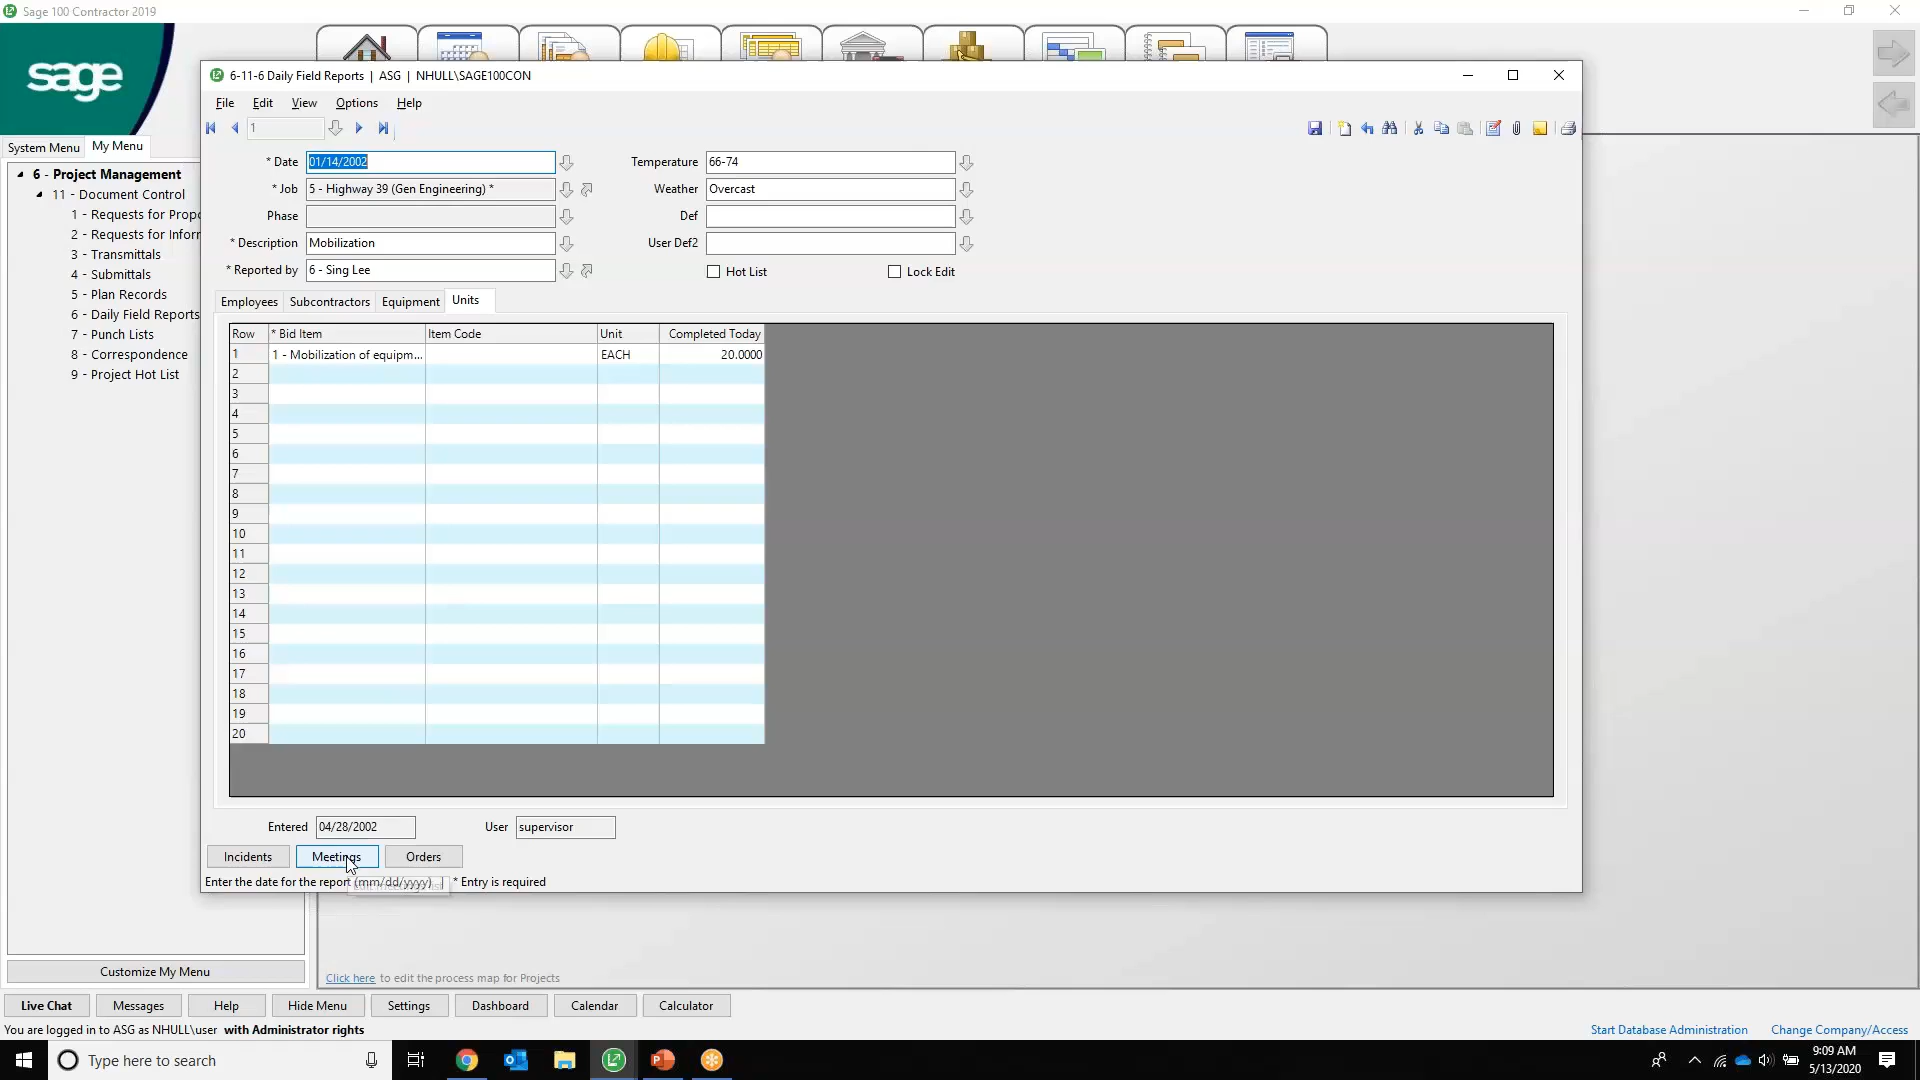 Sage 100 Contractor 2019
sage
6-11-6 Daily Field Reports | ASG | NHULL\SAGE100CON
File Edit View Options Help
1
System Menu My Menu
6 - Project Management
11 - Document Control
1 - Requests for Propo
2 - Requests for Infor
3 - Transmittals
4 - Submittals
5 - Plan Records
6 - Daily Field Reports
7 - Punch Lists
8 - Correspondence
9 - Project Hot List
* Date 01/14/2002 Temperature 66-74
* Job 5 - Highway 39 (Gen Engineering) * Weather Overcast
Phase Def
* Description Mobilization User Def2
* Reported by 6 - Sing Lee Hot List Lock Edit
Employees Subcontractors Equipment Units
Row * Bid Item Item Code Unit Completed Today
1 1 - Mobilization of equipm... EACH 20.0000
2
3
4
5
6
7
8
9
10
11
12
13
14
15
16
17
18
19
20
Entered 04/28/2002 User supervisor
Incidents Meetings Orders
Enter the date for the report (mm/dd/yyyy) | * Entry is required
Customize My Menu
Click here to edit the process map for Projects
Live Chat Messages Help Hide Menu Settings Dashboard Calendar Calculator
You are logged in to ASG as NHULL\user with Administrator rights
Start Database Administration Change Company/Access
Type here to search
9:09 AM
5/13/2020